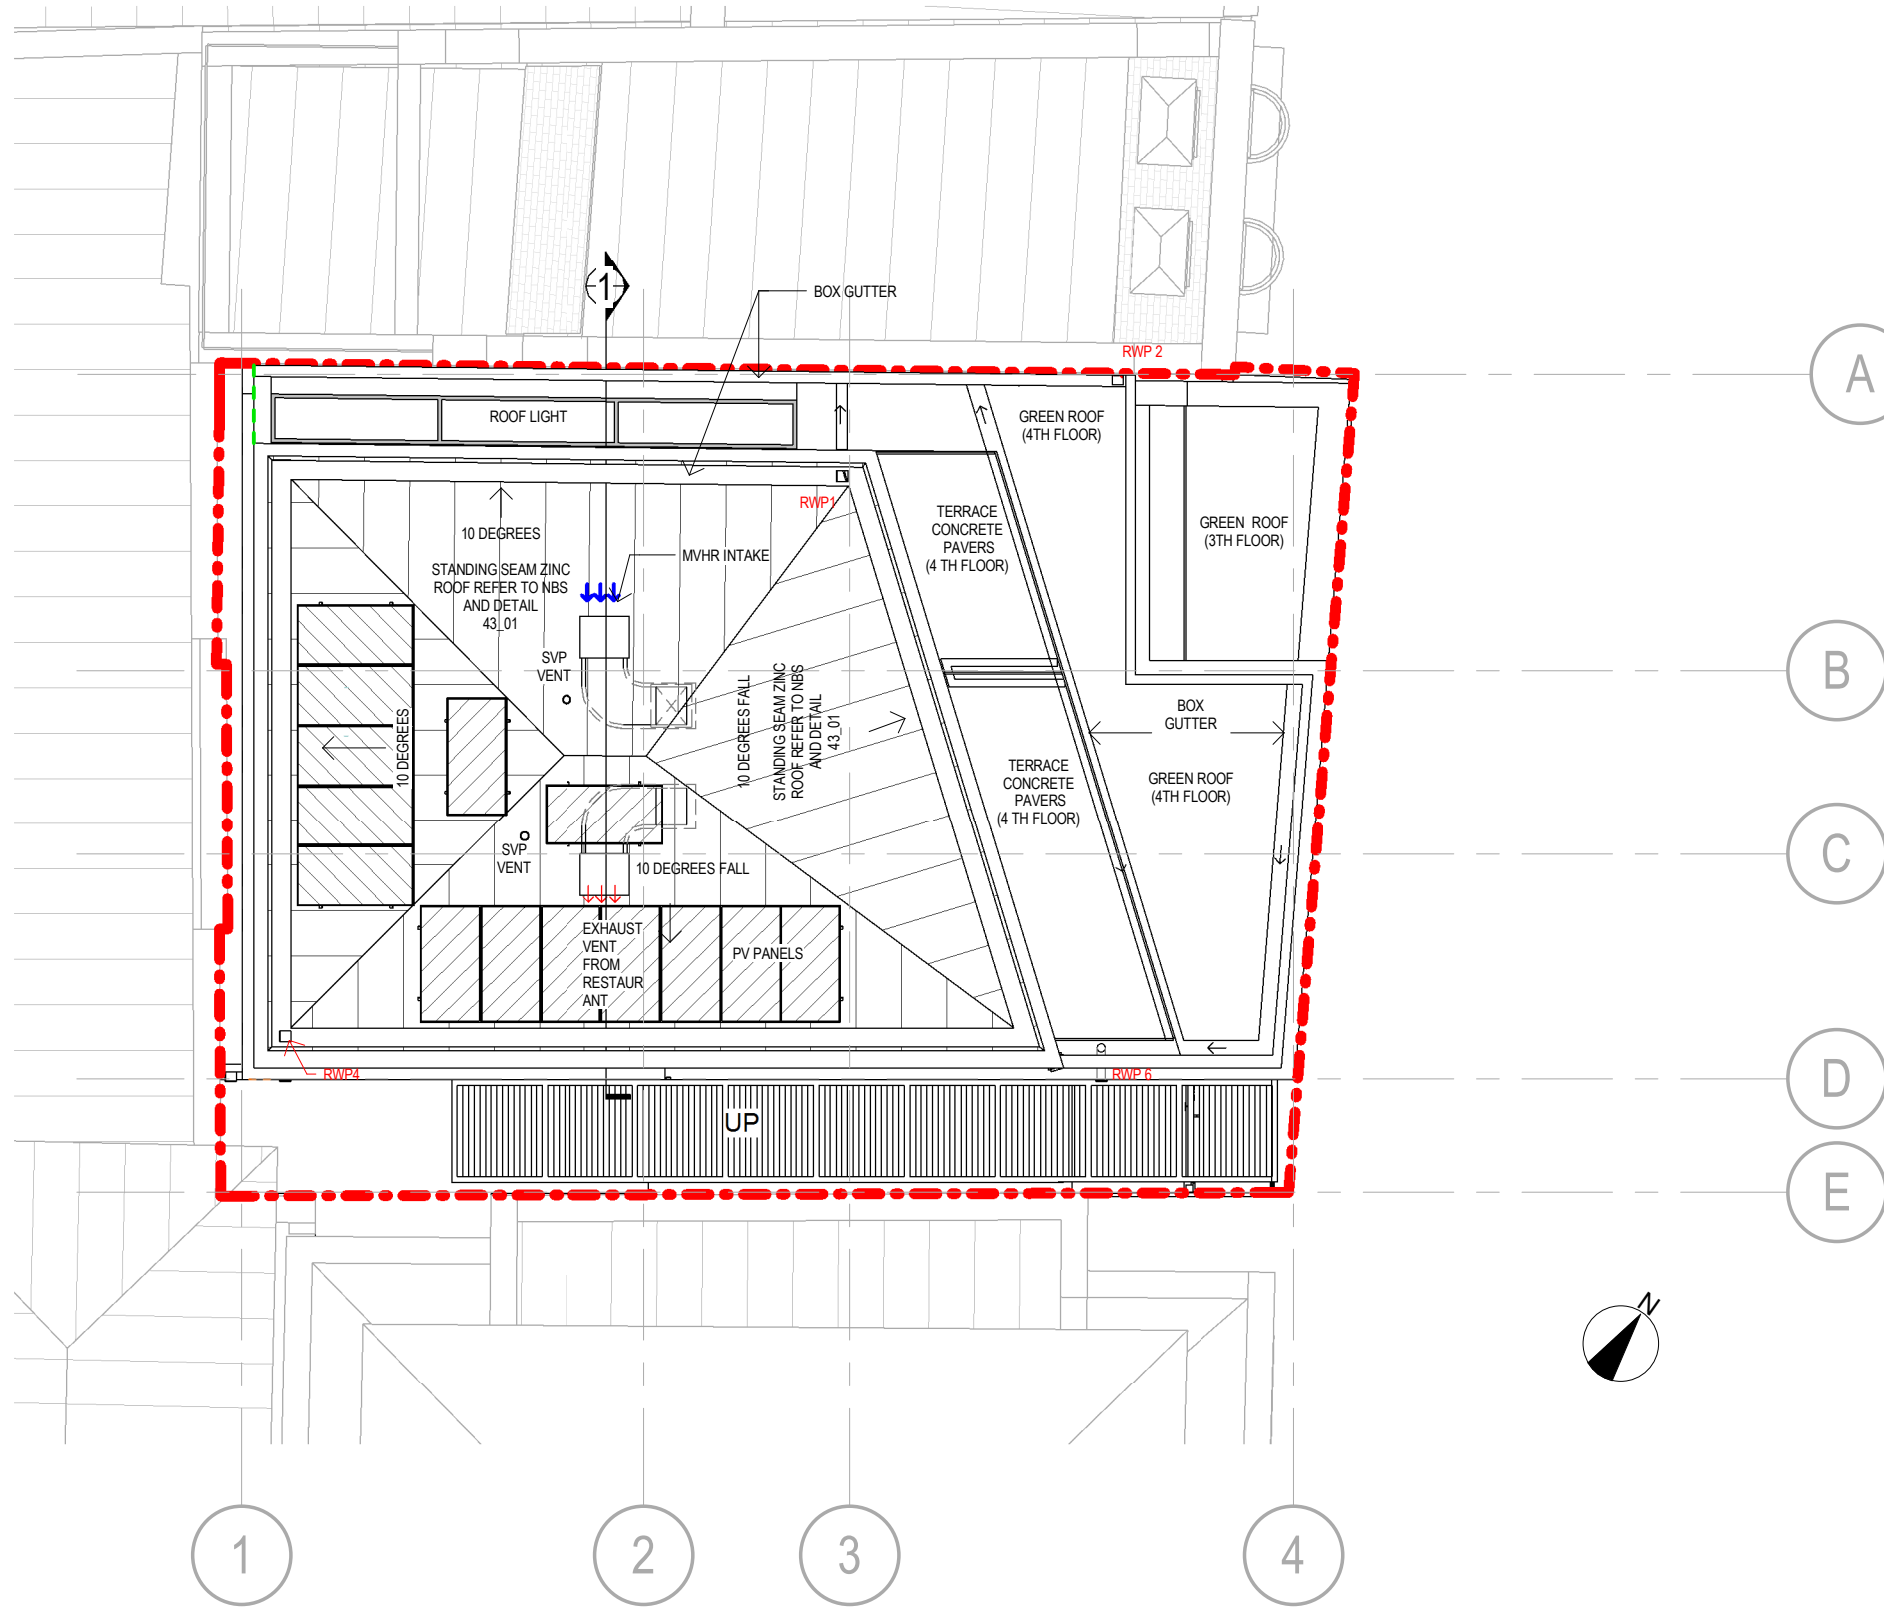 1
BOX GUTTER
RWP 2
A
ROOF LIGHT
GREEN ROOF
(4TH FLOOR)
RWP1
10 DEGREES
TERRACE
CONCRETE
PAVERS
(4 TH FLOOR)
GREEN ROOF
(3TH FLOOR)
MVHR INTAKE
STANDING SEAM ZINC
ROOF REFER TO NBS
AND DETAIL
43_01
SVP
VENT
B
10 DEGREES
10 DEGREES FALL
STANDING SEAM ZINC
ROOF REFER TO NBS
AND DETAIL
43_01
BOX
GUTTER
TERRACE
CONCRETE
PAVERS
(4 TH FLOOR)
GREEN ROOF
(4TH FLOOR)
SVP
VENT
10 DEGREES FALL
C
EXHAUST
VENT
FROM
RESTAUR
ANT
PV PANELS
RWP4
RWP 6
D
UP
E
N
1
2
3
4